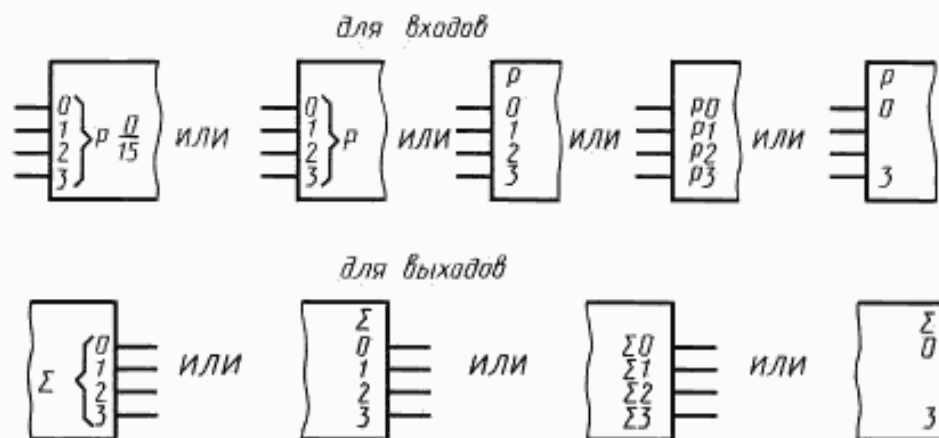 для входов
0 1 2 3 } P 0/15 или 0 1 2 3 } P или P 0 1 2 3 или P0 P1 P2 P3 или P 0 3
для выходов
Σ { 0 1 2 3 или Σ 0 1 2 3 или Σ0 Σ1 Σ2 Σ3 или Σ 0 3